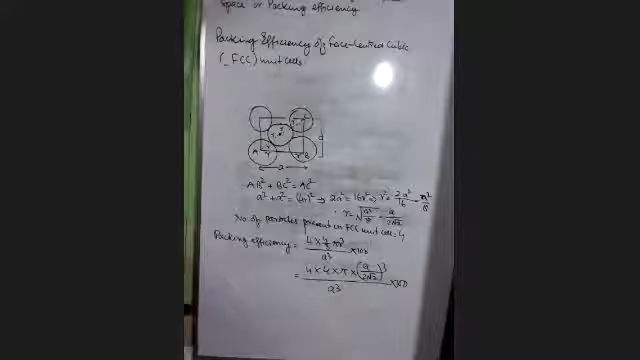 Space or Packing efficiency
Packing Efficiency of Face-Centred Cubic
(FCC) unit cells
A
B
a
a
AB² + BC² = AC²
a² + a² = (4r)² ⇒ 2a² = 16r² ⇒ r² = 2a²/16 = a²/8
∴ r = √(a²/8) = a/2√2
No of particles present in FCC unit cell = 4
Packing efficiency = 4 × 4/3 πr³ / a³ × 100
= 4 × 4 × π × (a/2√2)³ / a³ × 100